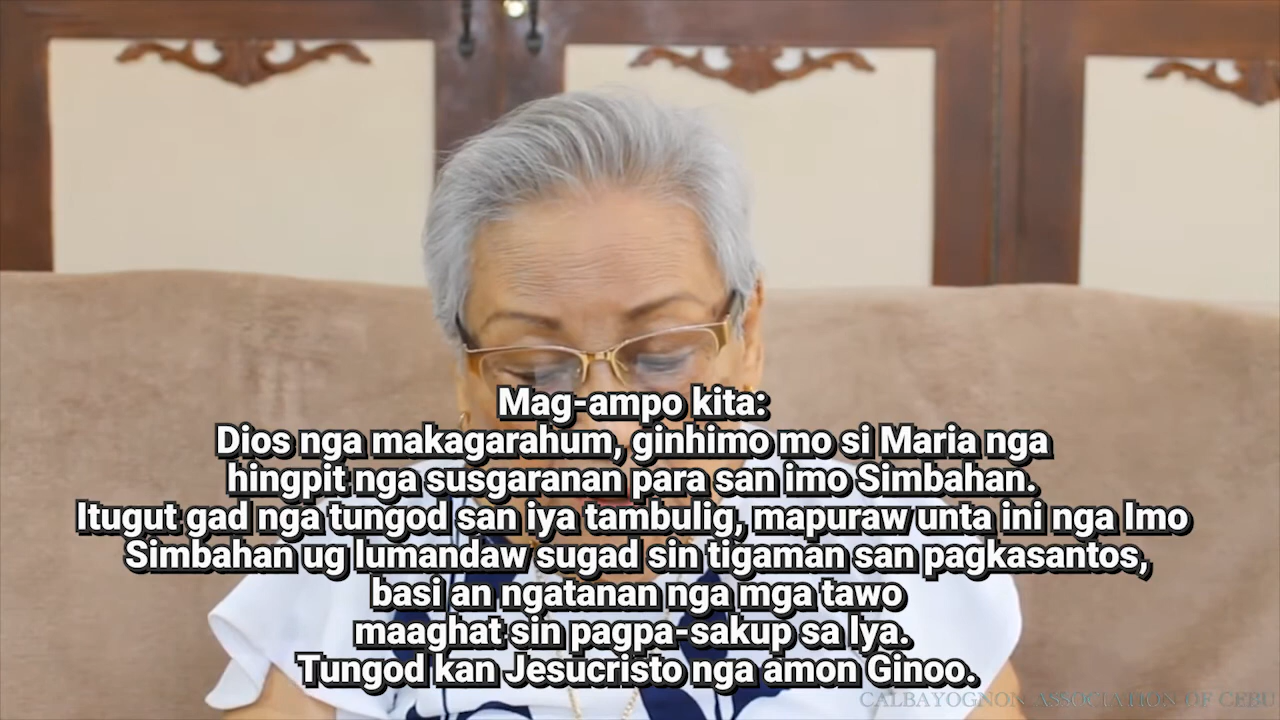 Mag-ampo kita:
Dios nga makagarahum, ginhimo mo si Maria nga
hingpit nga susgaranan para san imo Simbahan.
Itugut gad nga tungod san iya tambulig, mapuraw unta ini nga Imo
Simbahan ug lumandaw sugad sin tigaman san pagkasantos,
basi an ngatanan nga mga tawo
maaghat sin pagpa-sakup sa Iya.
Tungod kan Jesucristo nga amon Ginoo.
CALBAYOGNON ASSOCIATION OF CEBU